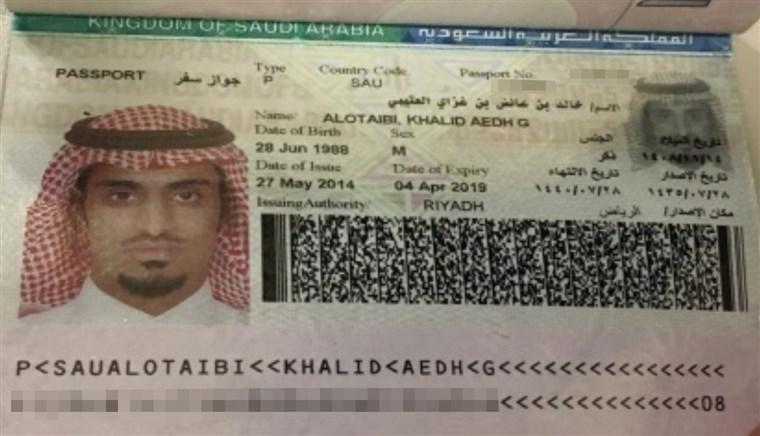 KINGDOM OF SAUDI ARABIA المملكة العربية السعودية
PASSPORT جواز سفر Type Country Code Passport No.
P SAU
الاسم/ خالد بن عائض بن غزاي العتيبي
Name/ ALOTAIBI, KHALID AEDH G
Date of Birth Sex الجنس تاريخ الميلاد
28 Jun 1988 M ذكر
Date of Issue Date of Expiry تاريخ الانتهاء تاريخ الاصدار
27 May 2014 04 Apr 2019 ١٤٤٠/٠٧/٢٨ ١٤٣٥/٠٧/٢٨
Issuing Authority/ RIYADH الرياض مكان الاصدار/
P<SAUALOTAIBI<<KHALID<AEDH<G<<<<<<<<<<<<<<<<
<<<<<<<<<<<<<<08